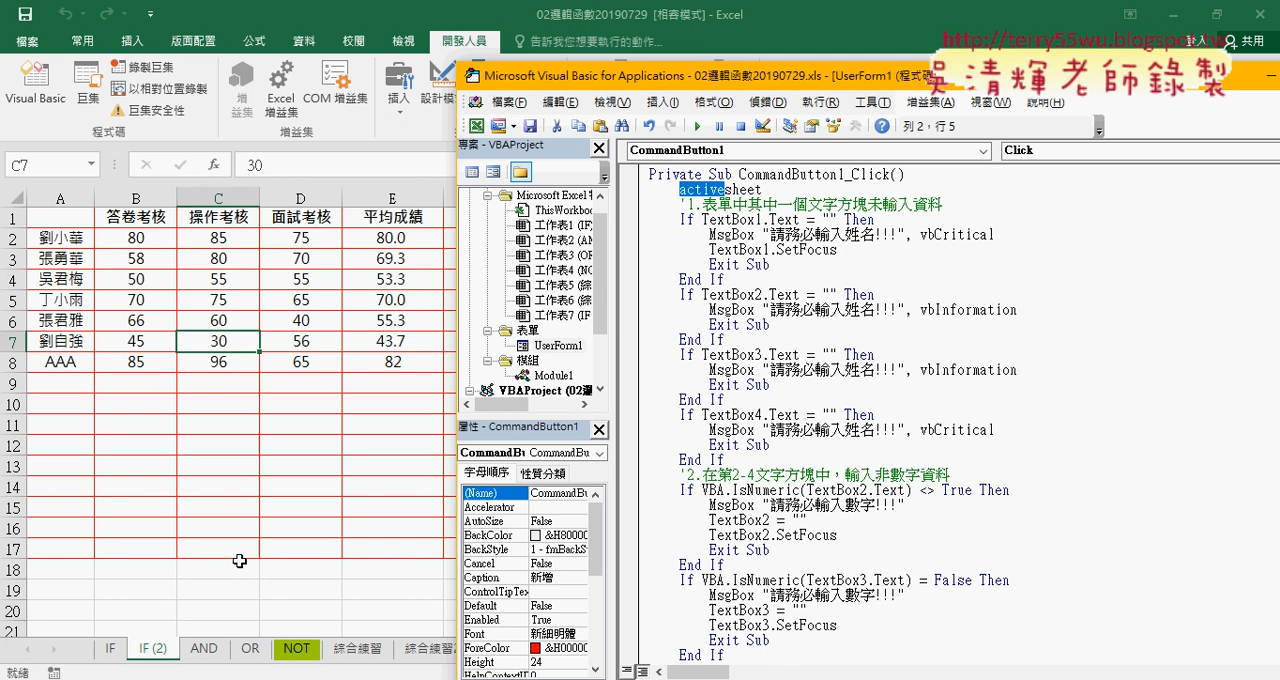 02邏輯函數20190729 [相容模式] - Excel
檔案 常用 插入 版面配置 公式 資料 校閱 檢視 開發人員 告訴我您想要執行的動作... 登入 共用
http://terry55wu.blogspot.tw
吳清輝老師錄製
Visual Basic 巨集 錄製巨集 以相對位置錄製 巨集安全性
增益集 Excel 增益集 COM 增益集 插入 設計模式
程式碼 增益集
C7 fx 30
A B C D E
1 答卷考核 操作考核 面試考核 平均成績
2 劉小華 80 85 75 80.0
3 張勇華 58 80 70 69.3
4 吳君梅 50 55 55 53.3
5 丁小雨 70 75 65 70.0
6 張君雅 66 60 40 55.3
7 劉自強 45 30 56 43.7
8 AAA 85 96 65 82
9
10
11
12
13
14
15
16
17
18
19
20
21
IF IF (2) AND OR NOT 綜合練習 綜合練習2
就緒
Microsoft Visual Basic for Applications - 02邏輯函數20190729.xls - [UserForm1 (程式碼
檔案(F) 編輯(E) 檢視(V) 插入(I) 格式(O) 偵錯(D) 執行(R) 工具(T) 增益集(A) 視窗(W) 說明(H)
列 2，行 5
專案 - VBAProject
Microsoft Excel
ThisWorkbo
工作表1 (IF
工作表2 (AN
工作表3 (OR
工作表4 (NO
工作表5 (綜
工作表6 (綜
工作表7 (IF
表單
UserForm1
模組
Module1
VBAProject (02邏
屬性 - CommandButton1
CommandBu CommandBu
字母順序 性質分類
(Name) CommandBu
Accelerator
AutoSize False
BackColor &H80000
BackStyle 1 - fmBackS
Cancel False
Caption 新增
ControlTipTex
Default False
Enabled True
Font 新細明體
ForeColor &H00000
Height 24
HelpContextID 0
CommandButton1 Click
Private Sub CommandButton1_Click()
activesheet
'1.表單中其中一個文字方塊未輸入資料
If TextBox1.Text = "" Then
MsgBox "請務必輸入姓名!!!", vbCritical
TextBox1.SetFocus
Exit Sub
End If
If TextBox2.Text = "" Then
MsgBox "請務必輸入姓名!!!", vbInformation
Exit Sub
End If
If TextBox3.Text = "" Then
MsgBox "請務必輸入姓名!!!", vbInformation
Exit Sub
End If
If TextBox4.Text = "" Then
MsgBox "請務必輸入姓名!!!", vbCritical
Exit Sub
End If
'2.在第2-4文字方塊中，輸入非數字資料
If VBA.IsNumeric(TextBox2.Text) <> True Then
MsgBox "請務必輸入數字!!!"
TextBox2 = ""
TextBox2.SetFocus
Exit Sub
End If
If VBA.IsNumeric(TextBox3.Text) = False Then
MsgBox "請務必輸入數字!!!"
TextBox3 = ""
TextBox3.SetFocus
Exit Sub
End If